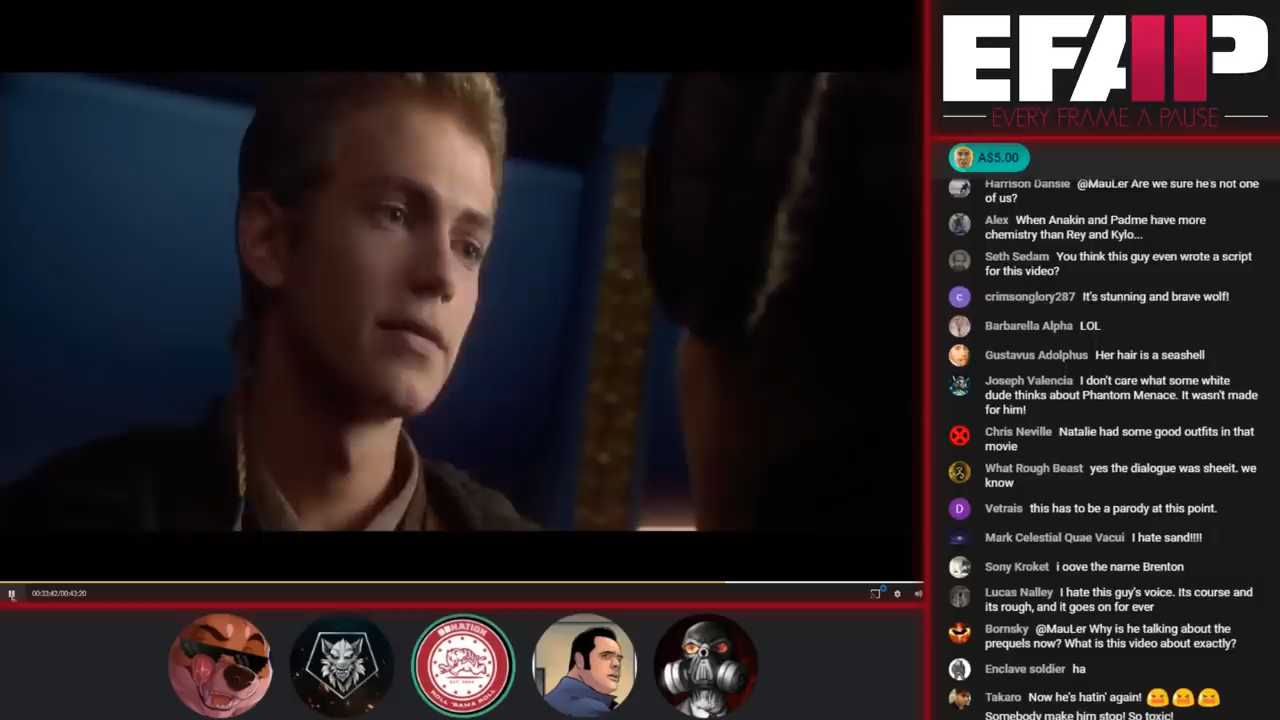 EFAP
EVERY FRAME A PAUSE
A$5.00
Harrison Dansie @MauLer Are we sure he's not one
of us?
Alex When Anakin and Padme have more
chemistry than Rey and Kylo...
Seth Sedam You think this guy even wrote a script
for this video?
C
crimsonglory287 It's stunning and brave wolf!
Barbarella Alpha LOL
Gustavus Adolphus Her hair is a seashell
Joseph Valencia I don't care what some white
dude thinks about Phantom Menace. It wasn't made
for him!
Chris Neville Natalie had some good outfits in that
movie
What Rough Beast yes the dialogue was sheeit. we
know
D
Vetrais this has to be a parody at this point.
Mark Celestial Quae Vacui I hate sand!!!!
Sony Kroket i oove the name Brenton
Lucas Nalley I hate this guy's voice. Its course and
its rough, and it goes on for ever
Bornsky @MauLer Why is he talking about the
prequels now? What is this video about exactly?
Enclave soldier ha
Takaro Now he's hatin' again! 😡 😡 😡
Somebody make him stop! So toxic!
00:33:42/00:43:20
BBNATION
ROLL 'BAMA ROLL